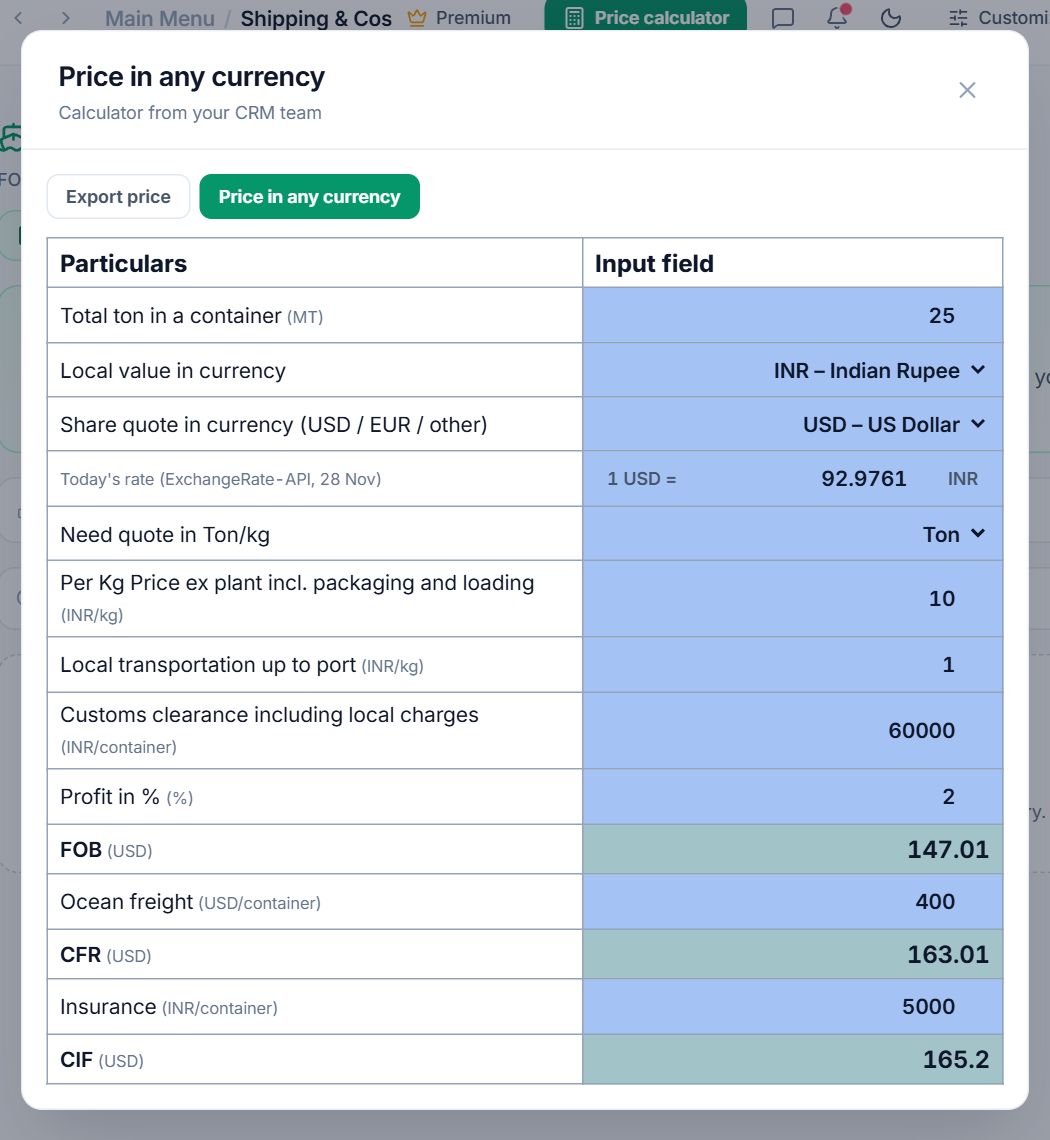 Main Menu / Shipping & Cos Premium Price calculator Customi
Price in any currency
Calculator from your CRM team
Export price Price in any currency
Particulars Input field
Total ton in a container (MT) 25
Local value in currency INR – Indian Rupee
Share quote in currency (USD / EUR / other) USD – US Dollar
Today's rate (ExchangeRate-API, 28 Nov) 1 USD = 92.9761 INR
Need quote in Ton/kg Ton
Per Kg Price ex plant incl. packaging and loading
(INR/kg) 10
Local transportation up to port (INR/kg) 1
Customs clearance including local charges
(INR/container) 60000
Profit in % (%) 2
FOB (USD) 147.01
Ocean freight (USD/container) 400
CFR (USD) 163.01
Insurance (INR/container) 5000
CIF (USD) 165.2